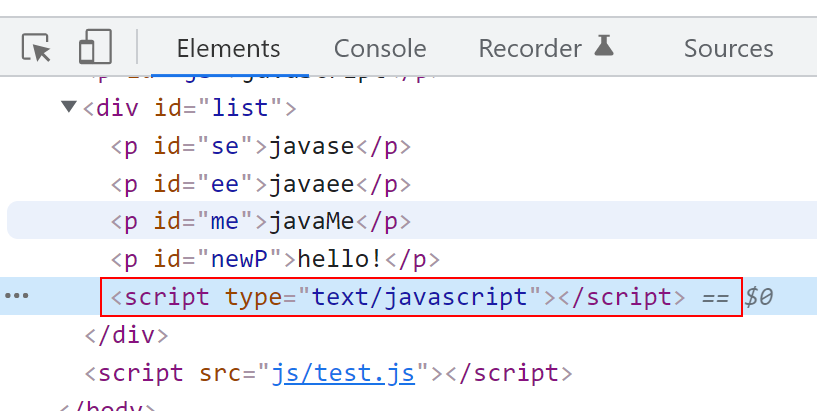 Elements Console Recorder Sources
<div id="list">
<p id="se">javase</p>
<p id="ee">javaee</p>
<p id="me">javaMe</p>
<p id="newP">hello!</p>
<script type="text/javascript"></script> == $0
</div>
<script src="js/test.js"></script>
</body>